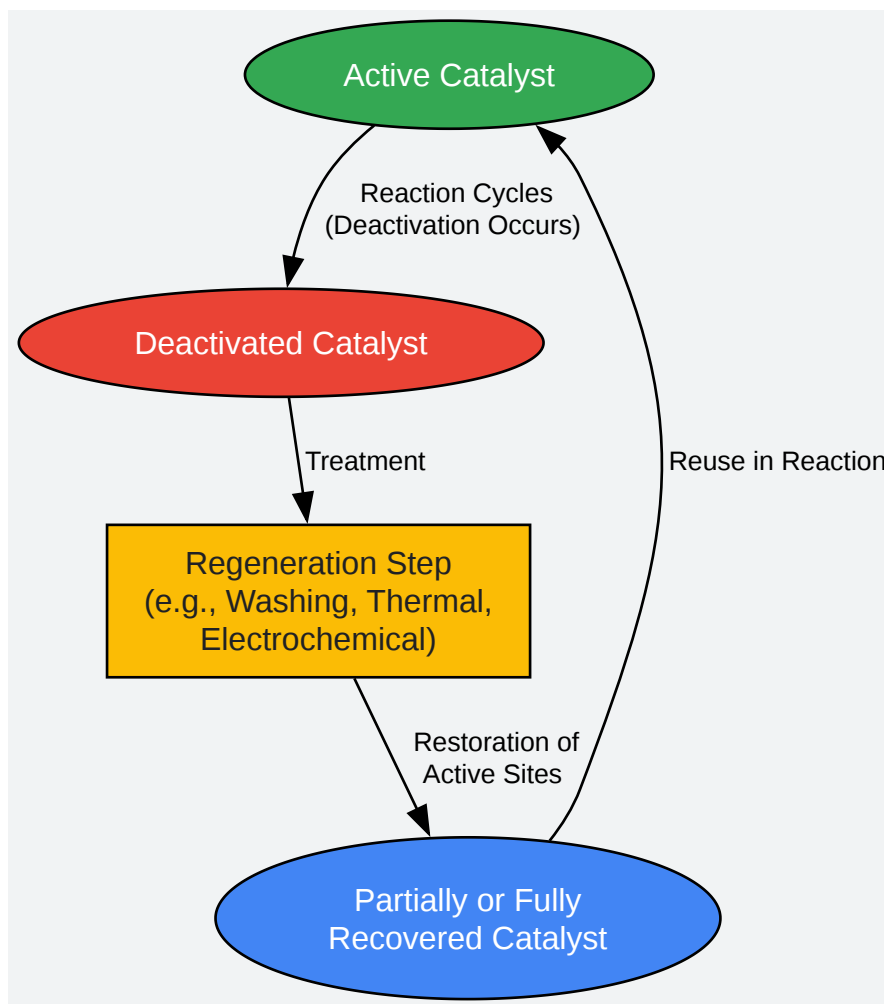 Active Catalyst
Reaction Cycles
(Deactivation Occurs)
Deactivated Catalyst
Treatment
Reuse in Reaction
Regeneration Step
(e.g., Washing, Thermal,
Electrochemical)
Restoration of
Active Sites
Partially or Fully
Recovered Catalyst